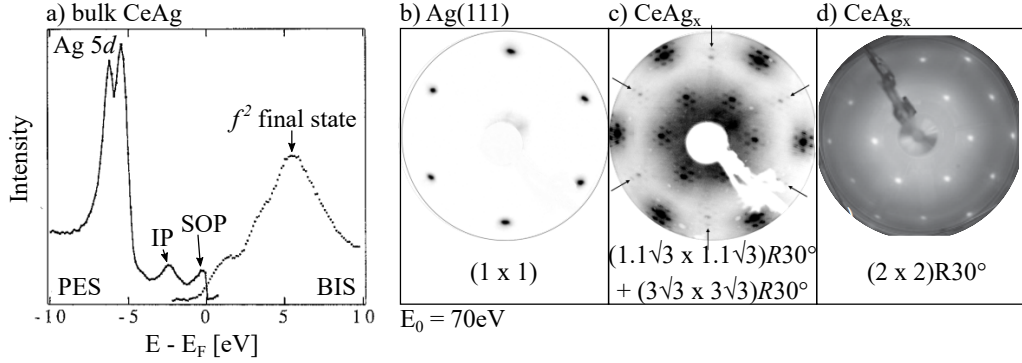 a) bulk CeAg
Ag 5d
f² final state
IP
SOP
PES
BIS
Intensity
-10
-5
0
5
10
E - E_F [eV]
b) Ag(111)
(1 x 1)
E₀ = 70eV
c) CeAgₓ
(1.1√3 x 1.1√3)R30°
+ (3√3 x 3√3)R30°
d) CeAgₓ
(2 x 2)R30°